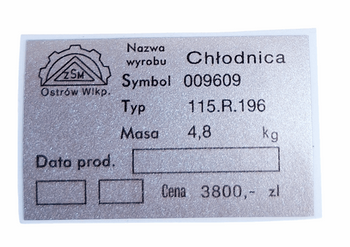 ZSM
Ostrów Wlkp.
Nazwa wyrobu Chłodnica
Symbol 009609
Typ 115.R.196
Masa 4,8 kg
Data prod.
Cena 3800,- zł